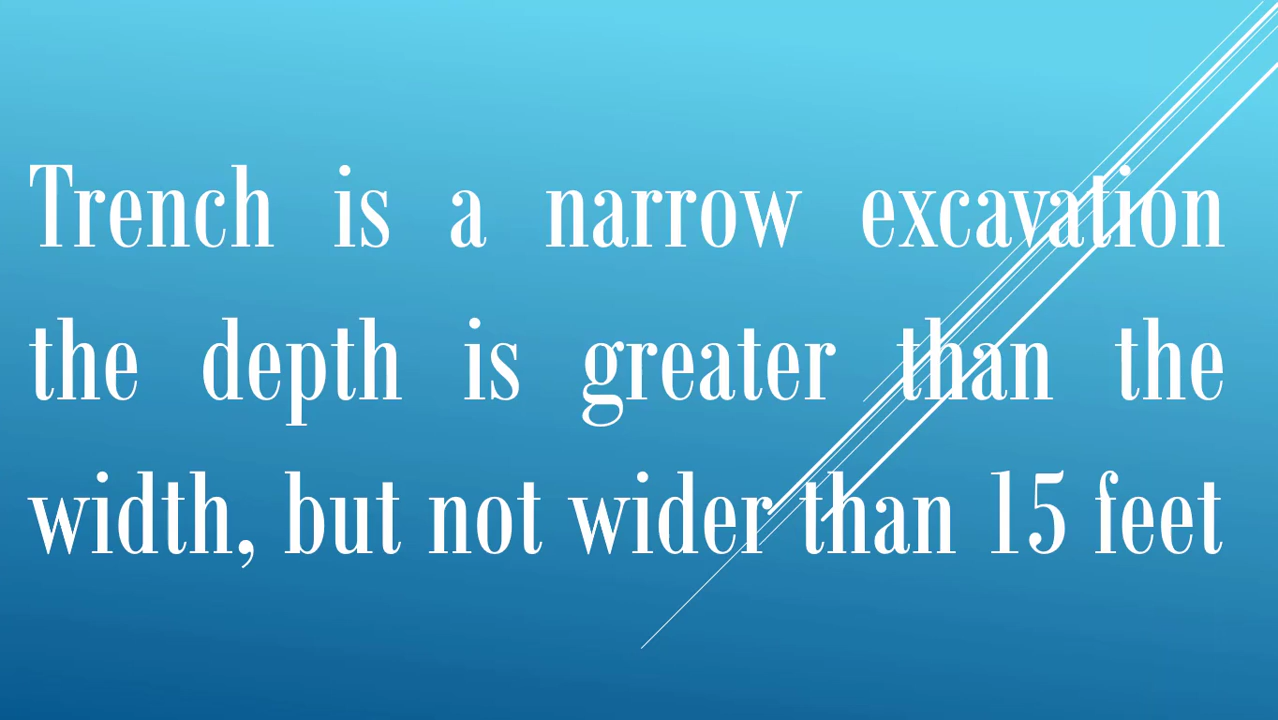 Trench is a narrow excavation
the depth is greater than the
width, but not wider than 15 feet